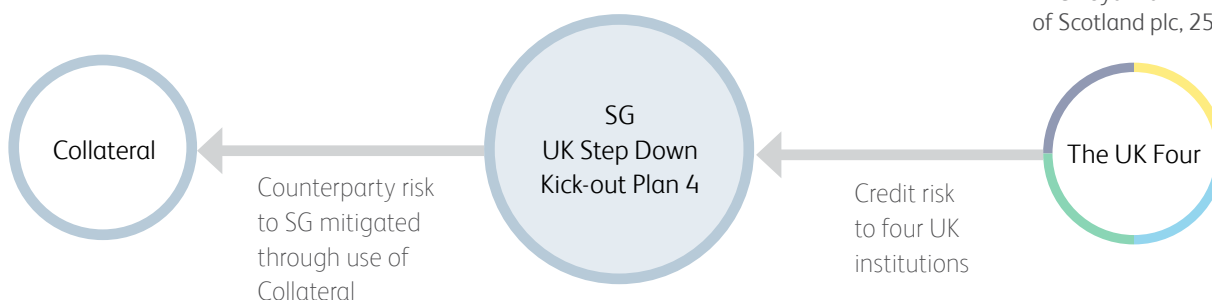 of Scotland plc, 25
Collateral
SG
UK Step Down
Kick-out Plan 4
The UK Four
Counterparty risk
to SG mitigated
through use of
Collateral
Credit risk
to four UK
institutions